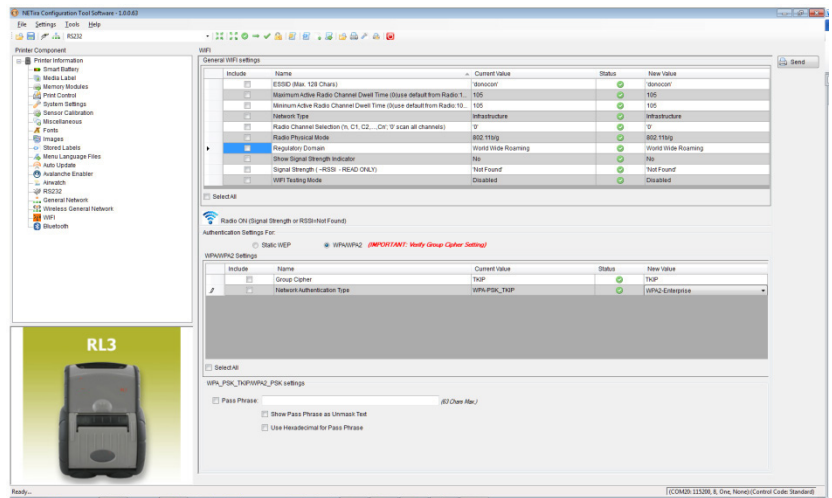 NETira Configuration Tool Software - 1.0.0.63
File Settings Tools Help
RS232
Printer Component
Printer Information
Smart Battery
Media Label
Memory Modules
Print Control
System Settings
Sensor Calibration
Miscellaneous
Fonts
Images
Stored Labels
Menu Language Files
Auto Update
Avalanche Enabler
Airwatch
RS232
General Network
Wireless General Network
WIFI
Bluetooth
RL3
WIFI
General WIFI settings
Send
Include Name Current Value Status New Value
ESSID (Max. 128 Chars) 'donocon' 'donocon'
Maximum Active Radio Channel Dwell Time (0(use default from Radio:1... 105 105
Mininum Active Radio Channel Dwell Time (0(use default from Radio:10... 105 105
Network Type Infrastructure Infrastructure
Radio Channel Selection ('n, C1, C2,...,Cn'; '0' scan all channels) '0' '0'
Radio Physical Mode 802.11b/g 802.11b/g
Regulatory Domain World Wide Roaming World Wide Roaming
Show Signal Strength Indicator No No
Signal Strength ( ~RSSI - READ ONLY) 'Not Found' 'Not Found'
WIFI Testing Mode Disabled Disabled
Select All
Radio ON (Signal Strength or RSSI=Not Found)
Authentication Settings For:
Static WEP WPA/WPA2 (IMPORTANT: Verify Group Cipher Setting)
WPA/WPA2 Settings
Include Name Current Value Status New Value
Group Cipher TKIP TKIP
Network Authentication Type WPA-PSK_TKIP WPA2-Enterprise
Select All
WPA_PSK_TKIP/WPA2_PSK settings
Pass Phrase: (63 Chars Max.)
Show Pass Phrase as Unmask Text
Use Hexadecimal for Pass Phrase
Ready... (COM20: 115200, 8, One, None):(Control Code: Standard)